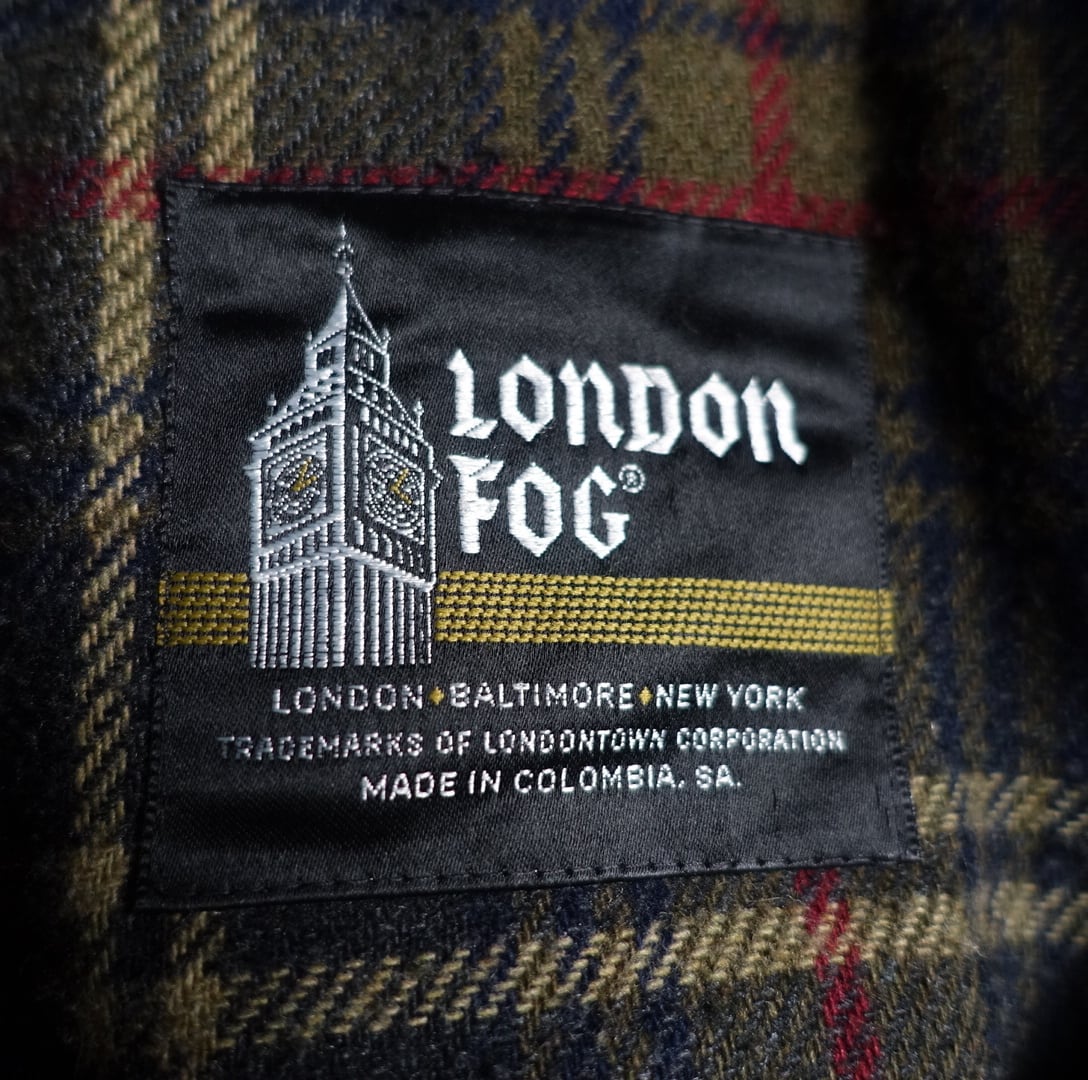 LONDON
FOG®
LONDON♦BALTIMORE♦NEW YORK
TRADEMARKS OF LONDONTOWN CORPORATION
MADE IN COLOMBIA, SA.